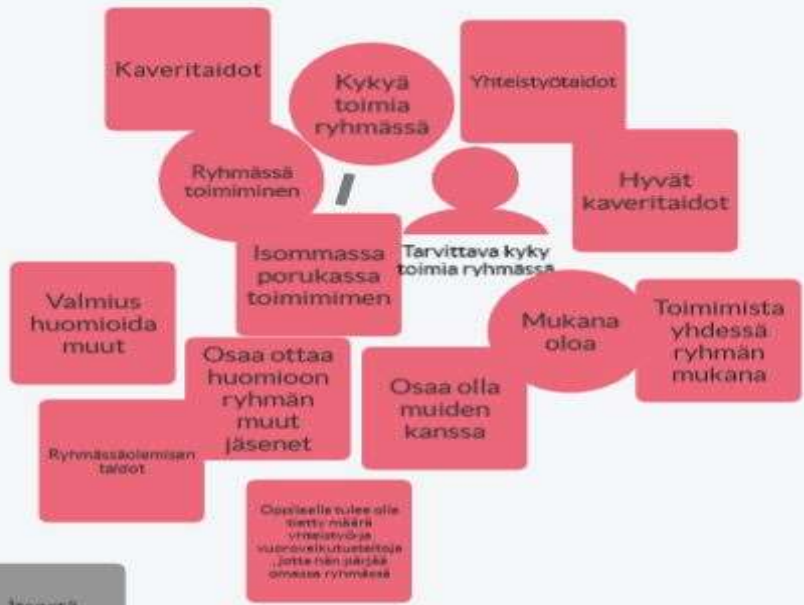 Kaveritaidot
Kykyä
toimia
ryhmässä
Yhteistyötaidot
Ryhmässä
toimiminen
Hyvät
kaveritaidot
Isommassa
porukassa
toimimimen
Tarvittava kyky
toimia ryhmässä
Valmius
huomioida
muut
Mukana
oloa
Toimimista
yhdessä
ryhmän
mukana
Osaa ottaa
huomioon
ryhmän
muut
jäsenet
Osaa olla
muiden
kanssa
Ryhmässäolemisen
taidot
Oppilaalla tulee olla
tietty määrä
yhteistyö-ja
vuorovaikutustaitoja
,jotta hän pärjää
omassa ryhmässä